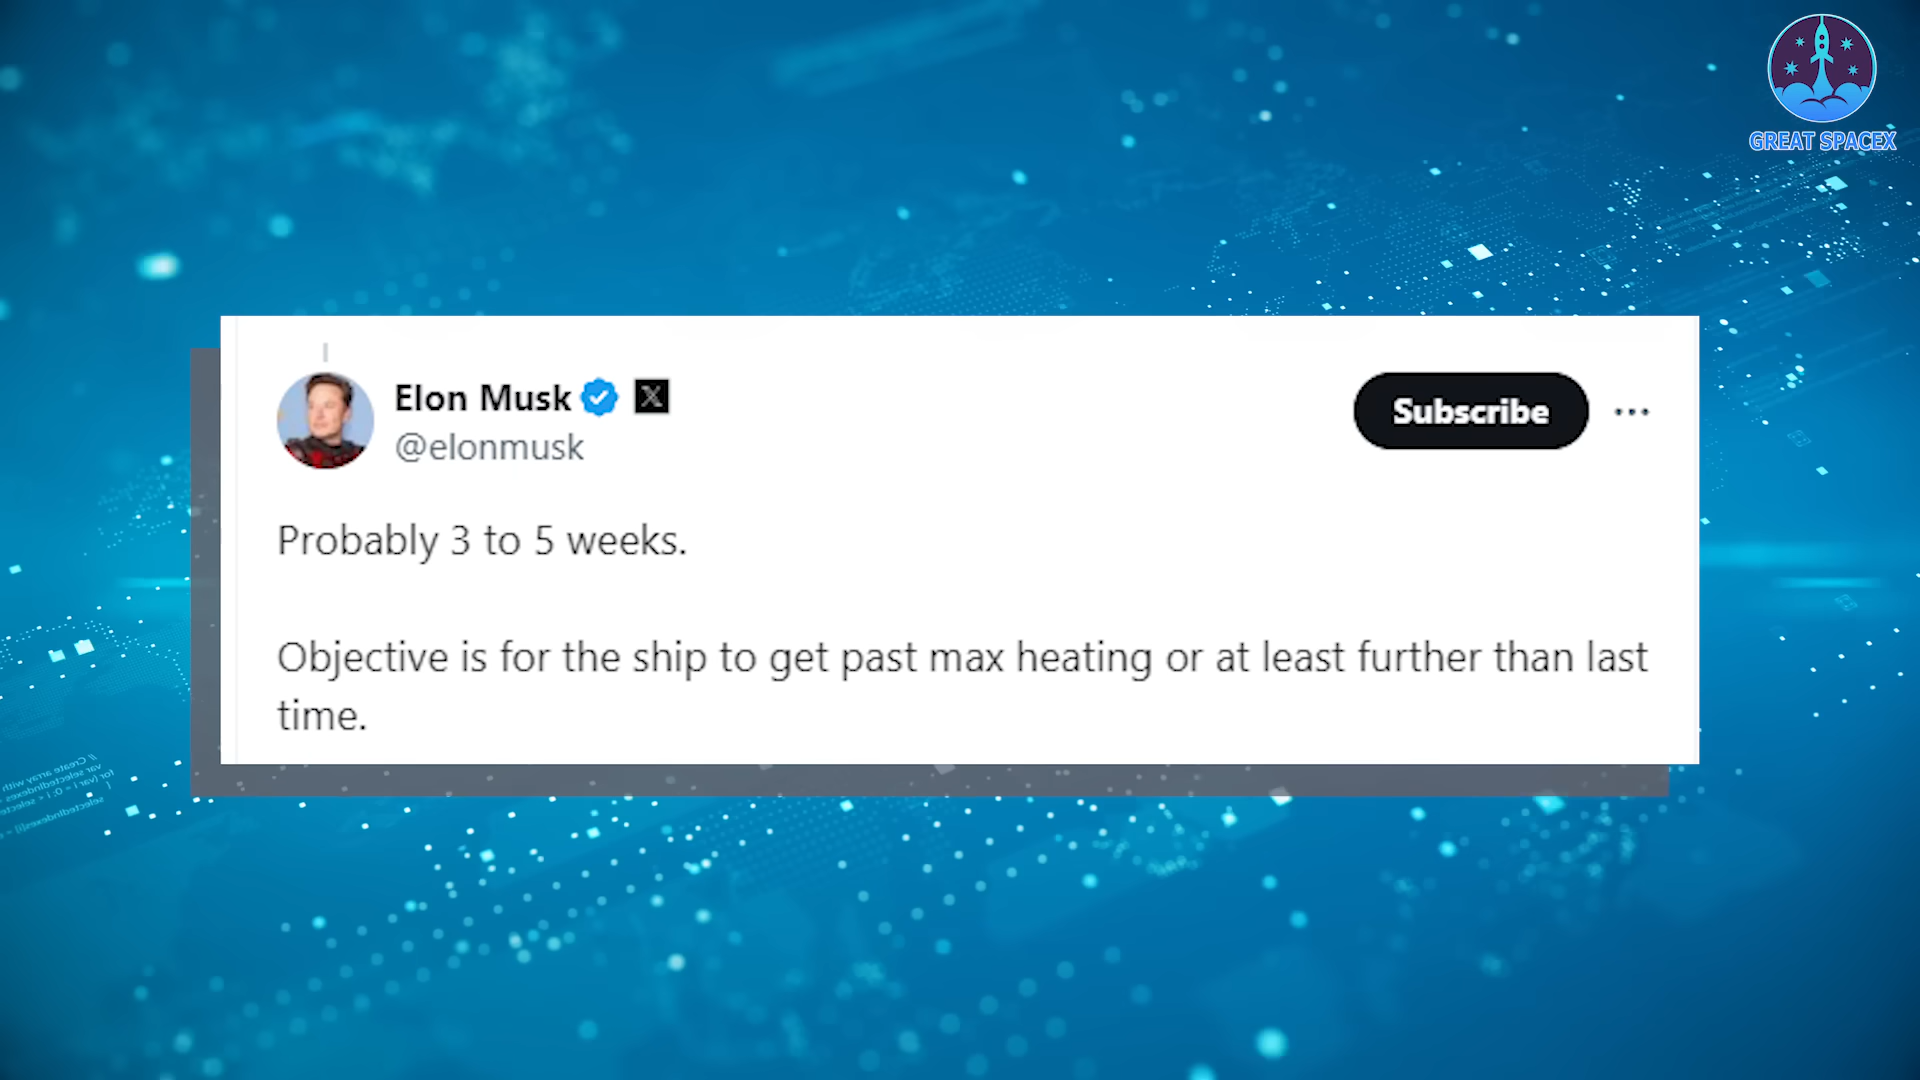 GREAT SPACEX
Elon Musk
@elonmusk
Subscribe
Probably 3 to 5 weeks.
Objective is for the ship to get past max heating or at least further than last
time.